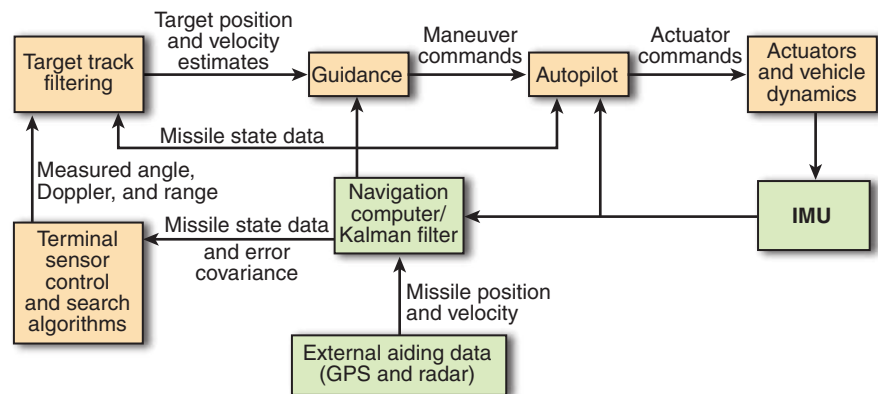 Target position
and velocity
estimates
Maneuver
commands
Actuator
commands
Target track
filtering
Guidance
Autopilot
Actuators
and vehicle
dynamics
Missile state data
Measured angle,
Doppler, and range
Navigation
computer/
Kalman filter
IMU
Terminal
sensor
control
and search
algorithms
Missile state data
and error
covariance
Missile position
and velocity
External aiding data
(GPS and radar)